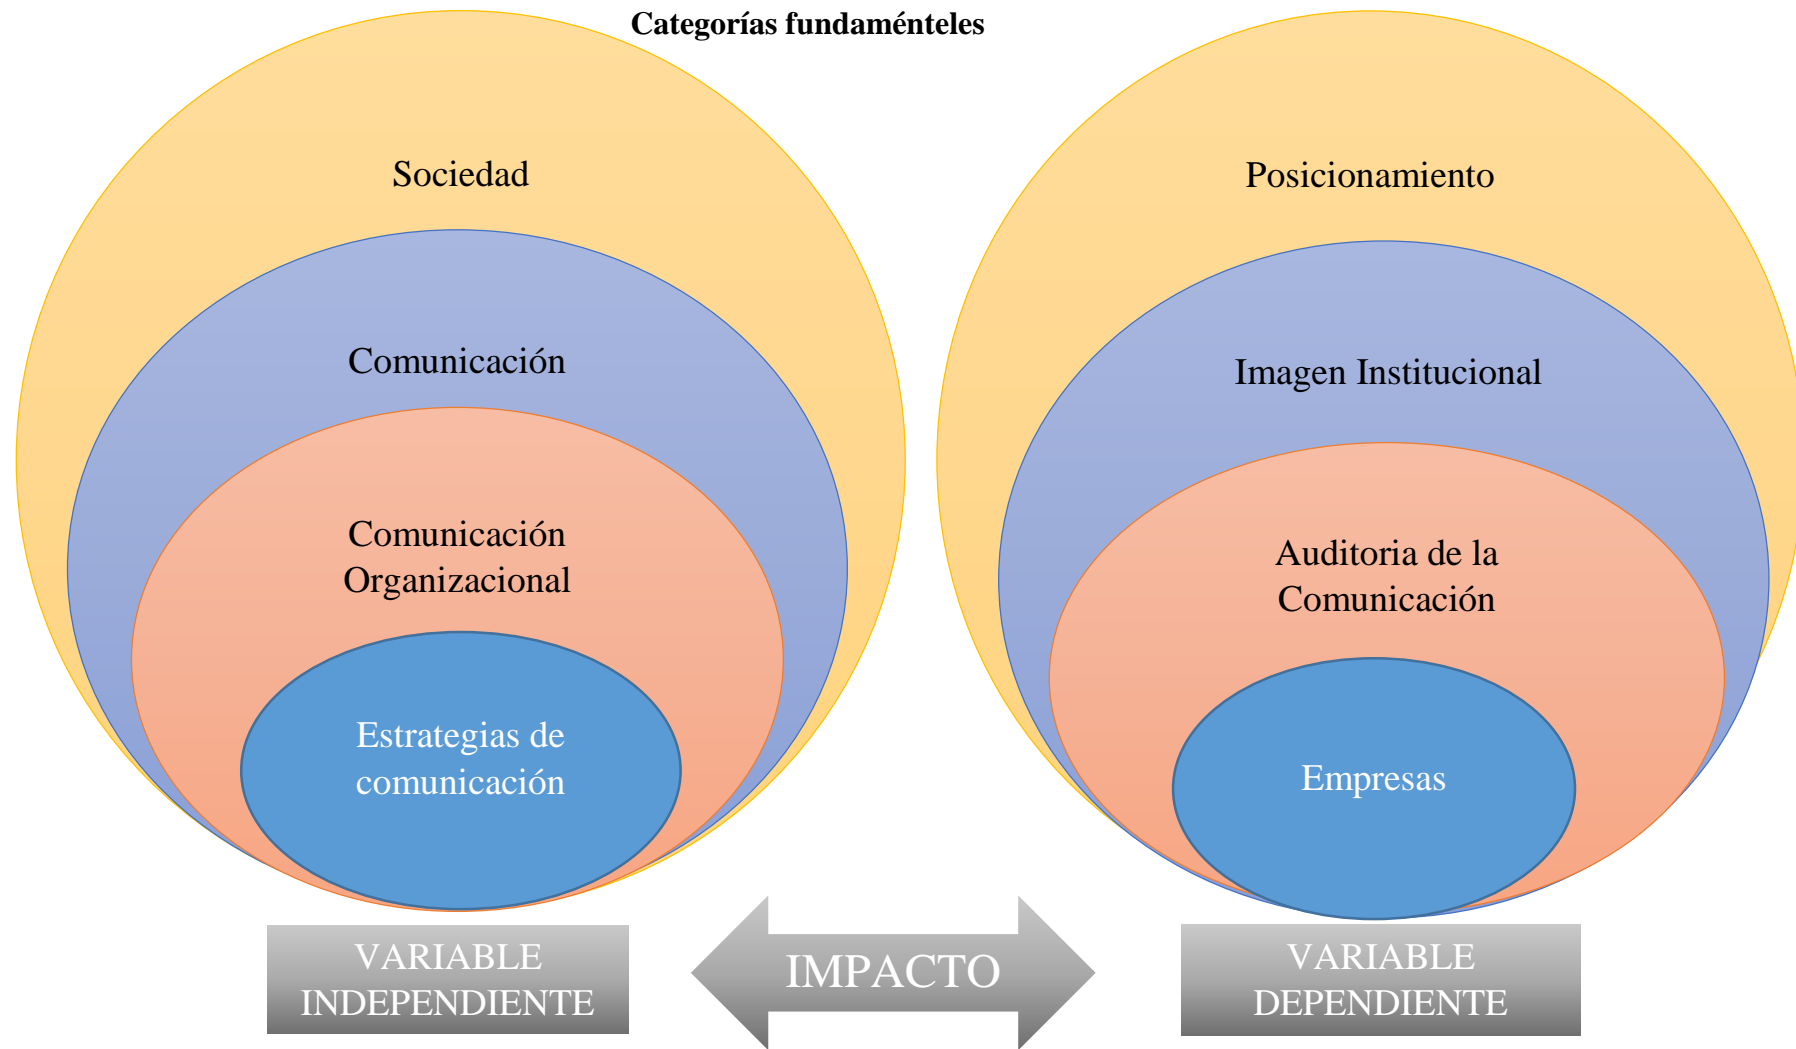 Categorías fundaménteles
Sociedad
Comunicación
Comunicación
Organizacional
Estrategias de
comunicación
VARIABLE
INDEPENDIENTE
IMPACTO
Posicionamiento
Imagen Institucional
Auditoria de la
Comunicación
Empresas
VARIABLE
DEPENDIENTE